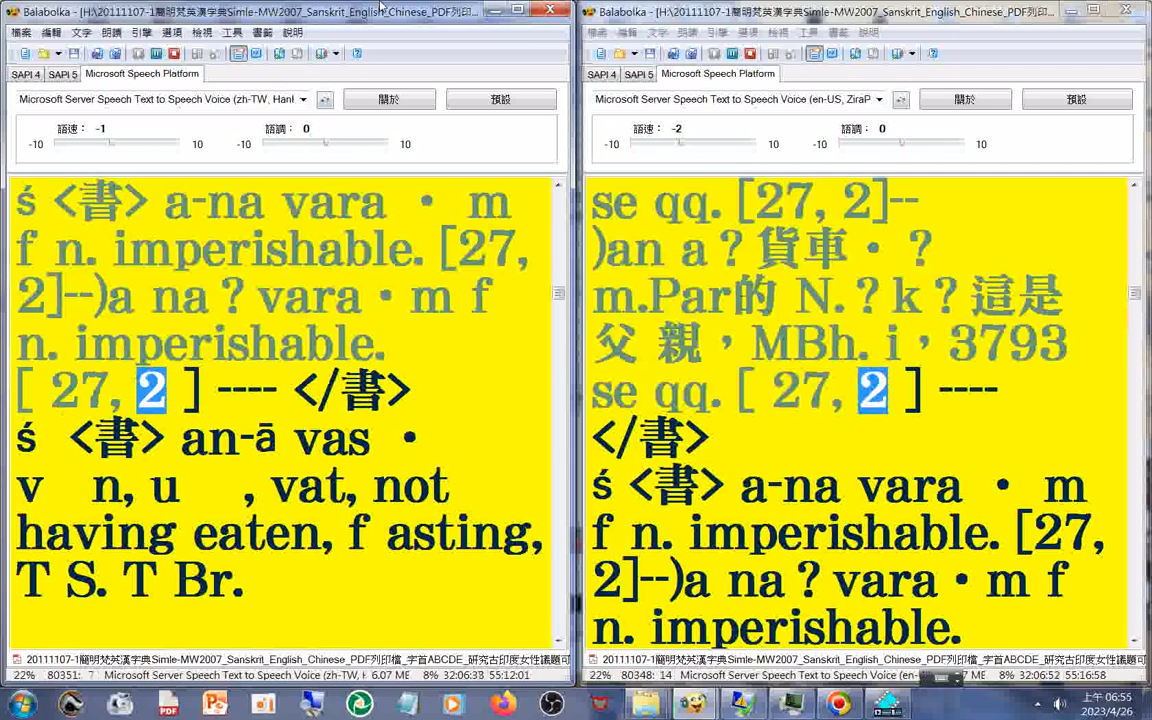 Balabolka - [H:\20111107-1簡明梵英漢字典Simle-MW2007_Sanskrit_English_Chinese_PDF列印...
檔案 編輯 文字 朗讀 引擎 選項 檢視 工具 書籤 說明
SAPI 4 SAPI 5 Microsoft Speech Platform
Microsoft Server Speech Text to Speech Voice (zh-TW, Hanl 關於 預設
語速: -1 語調: 0
-10 10 -10 10
ś <書> a-na vara • m
f n. imperishable. [27,
2]--)a na ? vara • m f
n. imperishable.
[ 27, 2 ] ---- </書>
ś <書> an-ā vas •
v n, u , vat, not
having eaten, f asting,
T S. T Br.
20111107-1簡明梵英漢字典Simle-MW2007_Sanskrit_English_Chinese_PDF列印檔_字首ABCDE_研究古印度女性議題可
22% 80351: 7 Microsoft Server Speech Text to Speech Voice (zh-TW, H 6.07 ME 8% 32:06:33 55:12:01
Balabolka - [H:\20111107-1簡明梵英漢字典Simle-MW2007_Sanskrit_English_Chinese_PDF列印...
檔案 編輯 文字 朗讀 引擎 選項 檢視 工具 書籤 說明
SAPI 4 SAPI 5 Microsoft Speech Platform
Microsoft Server Speech Text to Speech Voice (en-US, ZiraP 關於 預設
語速: -2 語調: 0
-10 10 -10 10
se qq. [27, 2]--
)an a ? 貨車 • ?
m.Par的 N. ? k ? 這是
父 親，MBh. i，3793
se qq. [ 27, 2 ] ----
</書>
ś <書> a-na vara • m
f n. imperishable. [27,
2]--)a na ? vara • m f
n. imperishable.
20111107-1簡明梵英漢字典Simle-MW2007_Sanskrit_English_Chinese_PDF列印檔_字首ABCDE_研究古印度女性議題可
22% 80348: 14 Microsoft Server Speech Text to Speech Voice (en-U 7 MB 8% 32:06:52 55:16:58
上午 06:55
2023/4/26